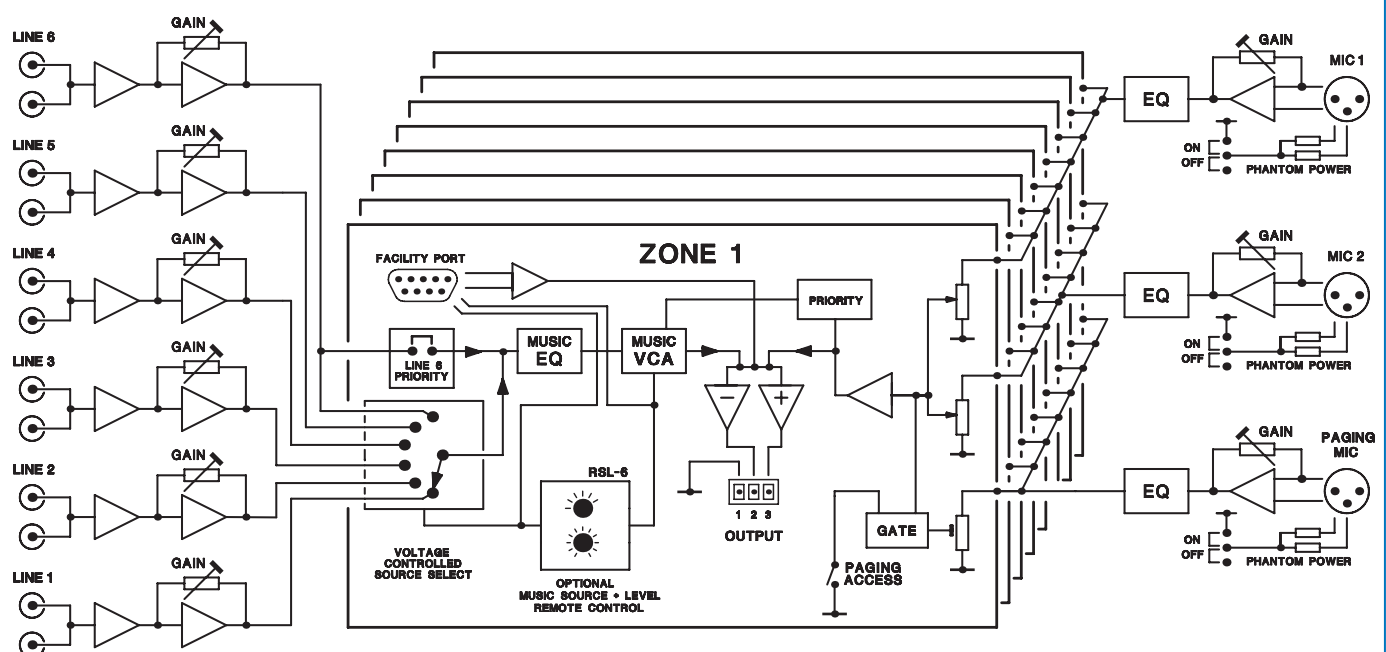 LINE 6
GAIN
LINE 5
GAIN
LINE 4
GAIN
LINE 3
GAIN
LINE 2
GAIN
LINE 1
GAIN
ZONE 1
FACILITY PORT
LINE 6
PRIORITY
MUSIC
EQ
MUSIC
VCA
PRIORITY
VOLTAGE
CONTROLLED
SOURCE SELECT
RSL-6
OPTIONAL
MUSIC SOURCE + LEVEL
REMOTE CONTROL
1 2 3
OUTPUT
GATE
PAGING
ACCESS
EQ
GAIN
MIC 1
ON
OFF
PHANTOM POWER
EQ
GAIN
MIC 2
ON
OFF
PHANTOM POWER
EQ
GAIN
PAGING
MIC
ON
OFF
PHANTOM POWER